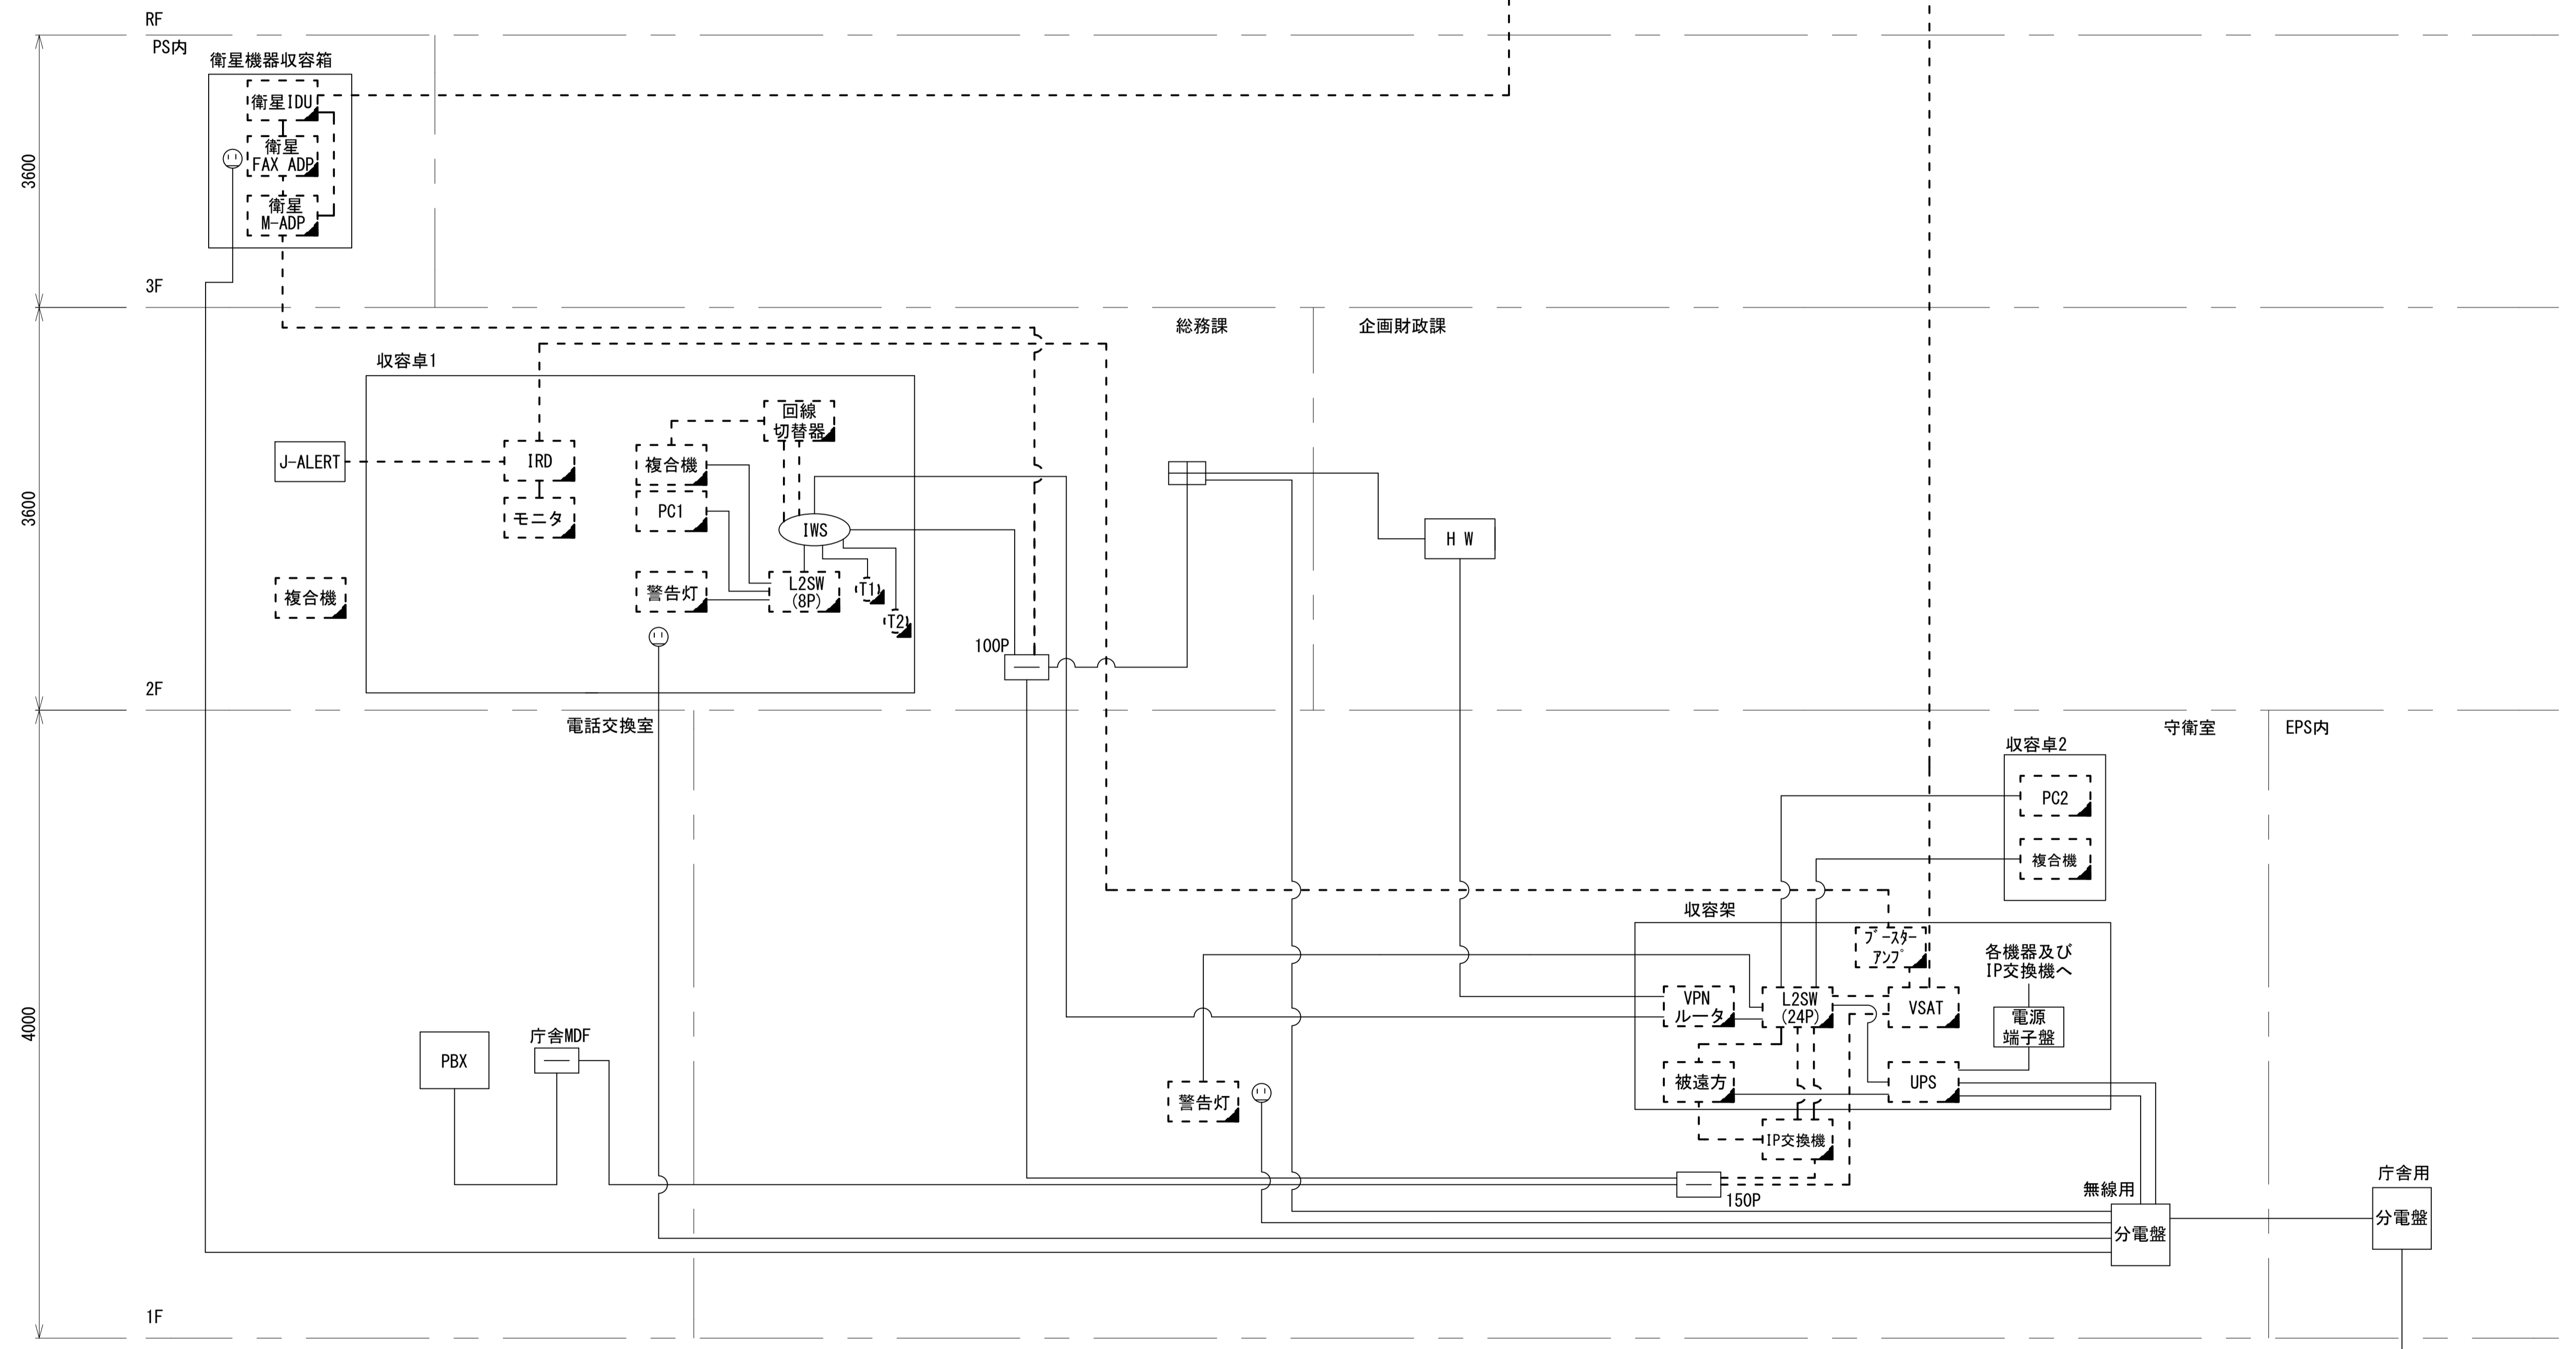 RF
PS内
衛星機器収容箱
衛星IDU
衛星
FAX ADP
衛星
M-ADP
3600
3F
総務課
企画財政課
収容卓1
回線
切替器
J-ALERT
IRD
複合機
モニタ
PC1
IWS
H W
3600
複合機
警告灯
L2SW
(8P)
T1
T2
100P
2F
電話交換室
守衛室
EPS内
収容卓2
PC2
複合機
収容架
ﾌﾞｰｽﾀｰ
ｱﾝﾌﾟ
各機器及び
IP交換機へ
VPN
ルータ
L2SW
(24P)
VSAT
電源
端子盤
4000
庁舎MDF
PBX
被遠方
UPS
警告灯
IP交換機
150P
無線用
庁舎用
分電盤
分電盤
1F